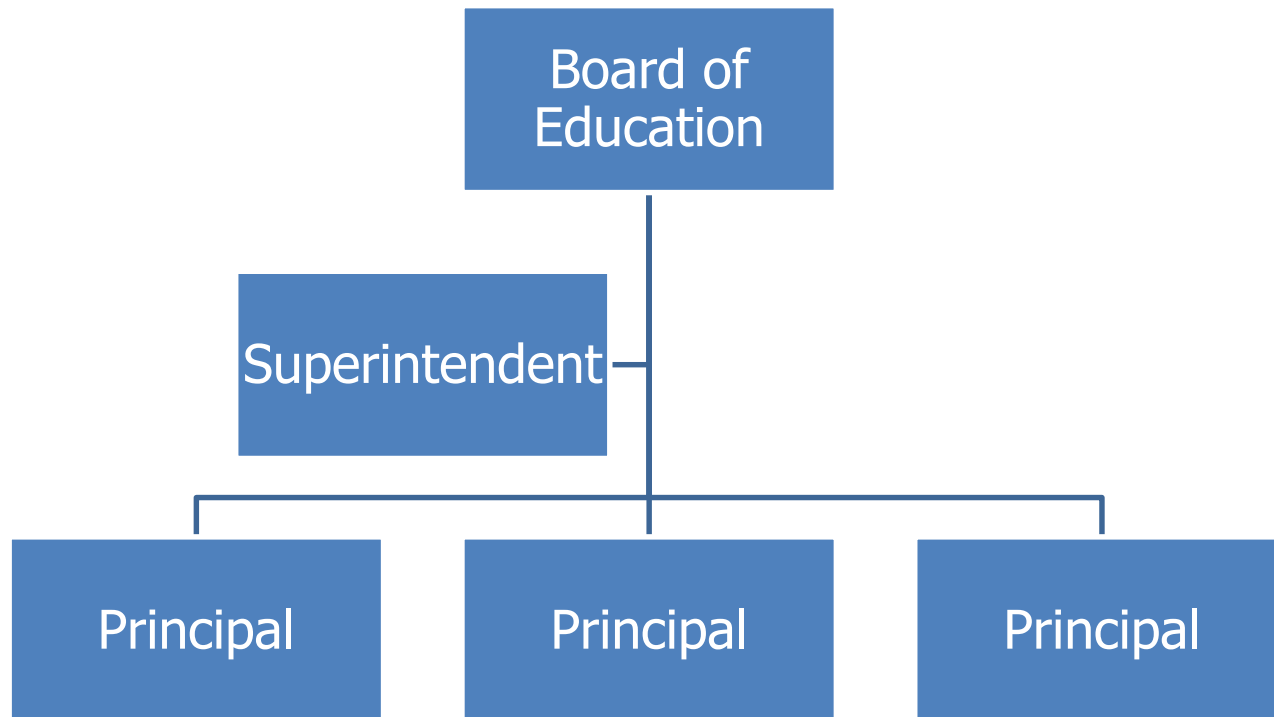 Board of
Education
Superintendent
Principal
Principal
Principal